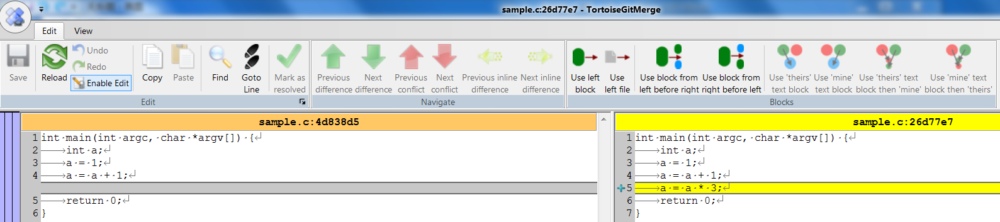 sample.c:26d77e7 - TortoiseGitMerge
Edit View
Save
Reload
Undo
Redo
Enable Edit
Copy
Paste
Find
Goto
Line
Mark as
resolved
Edit
Previous
difference
Next
difference
Previous
conflict
Next
conflict
Previous inline
difference
Next inline
difference
Navigate
Use left
block
Use
left file
Use block from
left before right
Use block from
right before left
Use 'theirs'
text block
Use 'mine'
text block
Use 'theirs' text
block then 'mine'
Use 'mine' text
block then 'theirs'
Blocks
sample.c:4d838d5
1 int main(int argc, char *argv[]) {
2 int a;
3 a = 1;
4 a = a + 1;
5 return 0;
6 }
sample.c:26d77e7
1 int main(int argc, char *argv[]) {
2 int a;
3 a = 1;
4 a = a + 1;
5 a = a * 3;
6 return 0;
7 }